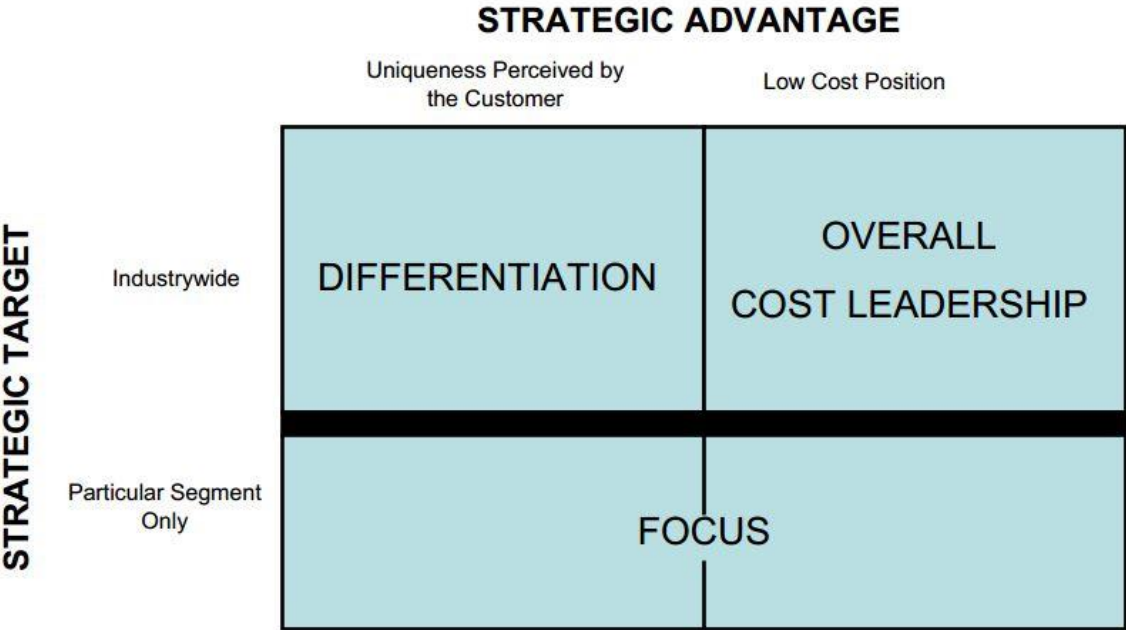 STRATEGIC ADVANTAGE
Uniqueness Perceived by
the Customer
Low Cost Position
STRATEGIC TARGET
Industrywide
DIFFERENTIATION
OVERALL
COST LEADERSHIP
Particular Segment
Only
FOCUS